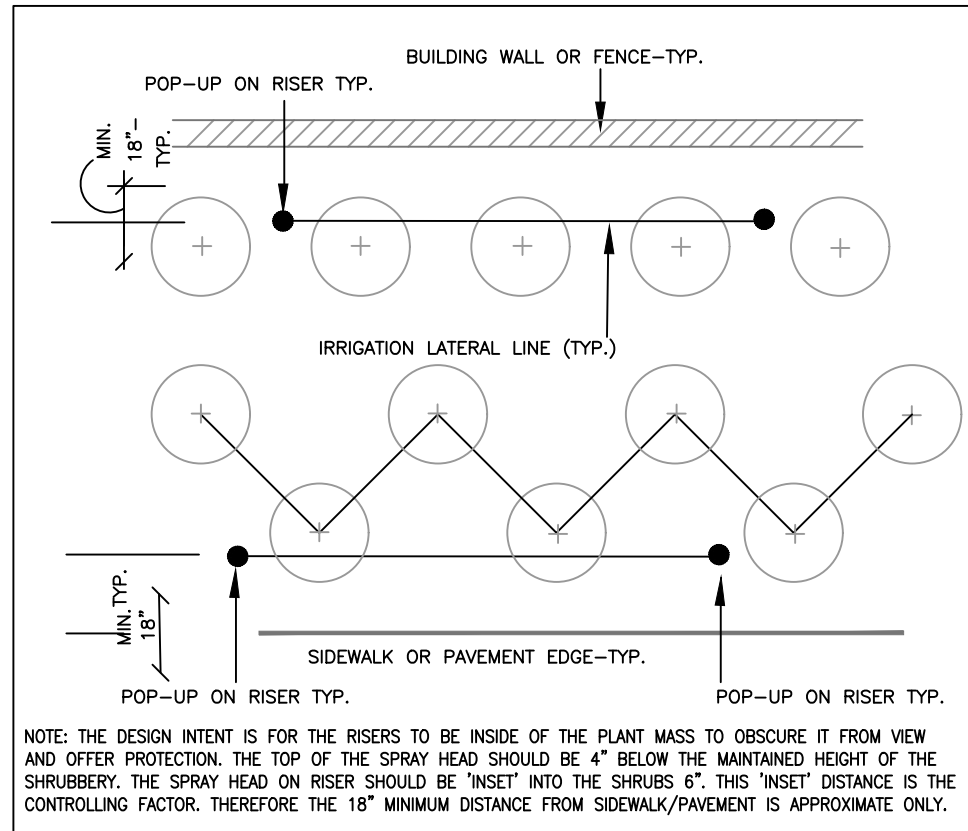 BUILDING WALL OR FENCE-TYP.
POP-UP ON RISER TYP.
MIN.
18"-
TYP.
IRRIGATION LATERAL LINE (TYP.)
MIN.TYP.
18"
SIDEWALK OR PAVEMENT EDGE-TYP.
POP-UP ON RISER TYP.
POP-UP ON RISER TYP.
NOTE: THE DESIGN INTENT IS FOR THE RISERS TO BE INSIDE OF THE PLANT MASS TO OBSCURE IT FROM VIEW
AND OFFER PROTECTION. THE TOP OF THE SPRAY HEAD SHOULD BE 4" BELOW THE MAINTAINED HEIGHT OF THE
SHRUBBERY. THE SPRAY HEAD ON RISER SHOULD BE 'INSET' INTO THE SHRUBS 6". THIS 'INSET' DISTANCE IS THE
CONTROLLING FACTOR. THEREFORE THE 18" MINIMUM DISTANCE FROM SIDEWALK/PAVEMENT IS APPROXIMATE ONLY.